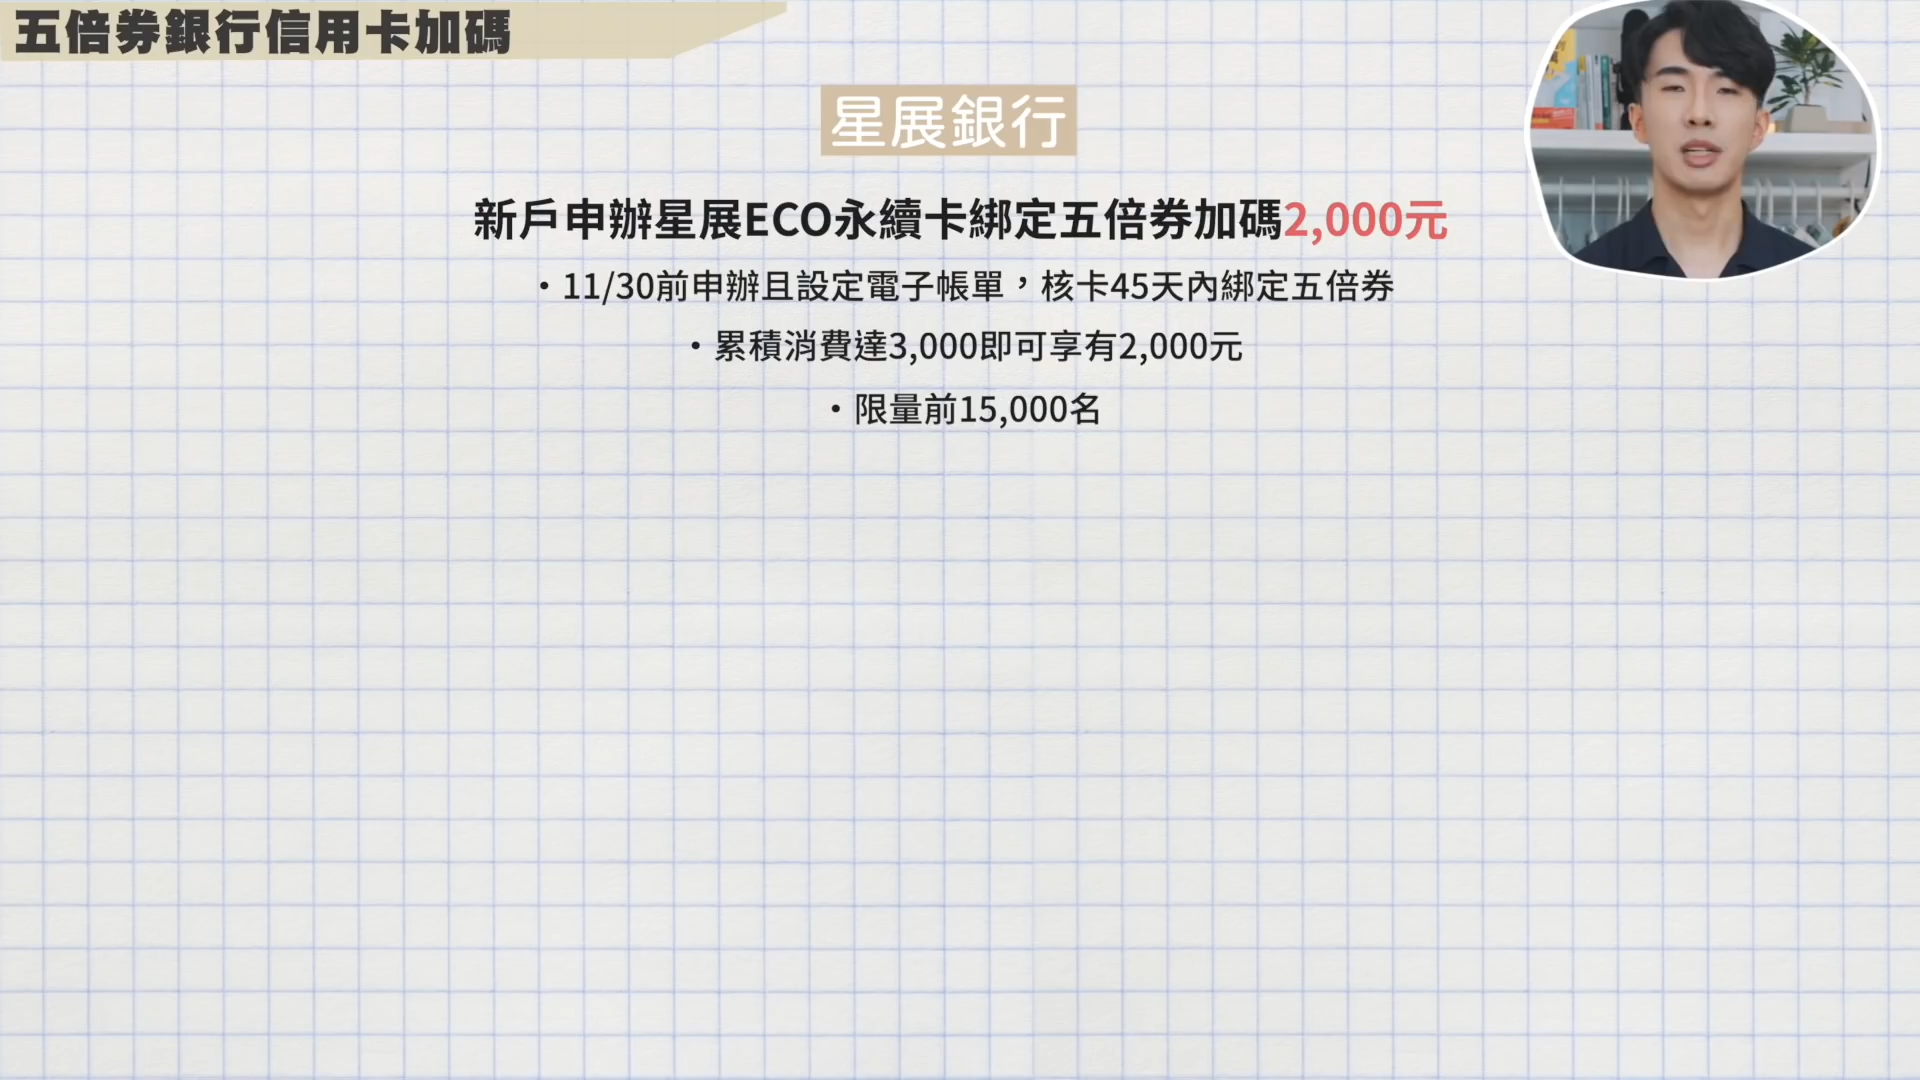 五倍券銀行信用卡加碼
星展銀行
新戶申辦星展ECO永續卡綁定五倍券加碼2,000元
・11/30前申辦且設定電子帳單，核卡45天內綁定五倍券
・累積消費達3,000即可享有2,000元
・限量前15,000名